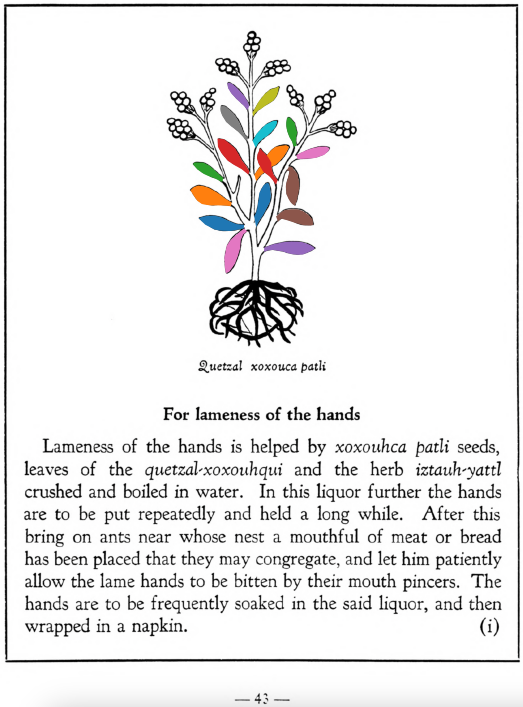 Quetzal xoxouca patli
For lameness of the hands
Lameness of the hands is helped by xoxouhca patli seeds,
leaves of the quetzal-xoxouhqui and the herb iztauh-yattl
crushed and boiled in water. In this liquor further the hands
are to be put repeatedly and held a long while. After this
bring on ants near whose nest a mouthful of meat or bread
has been placed that they may congregate, and let him patiently
allow the lame hands to be bitten by their mouth pincers. The
hands are to be frequently soaked in the said liquor, and then
wrapped in a napkin. (i)
— 43 —